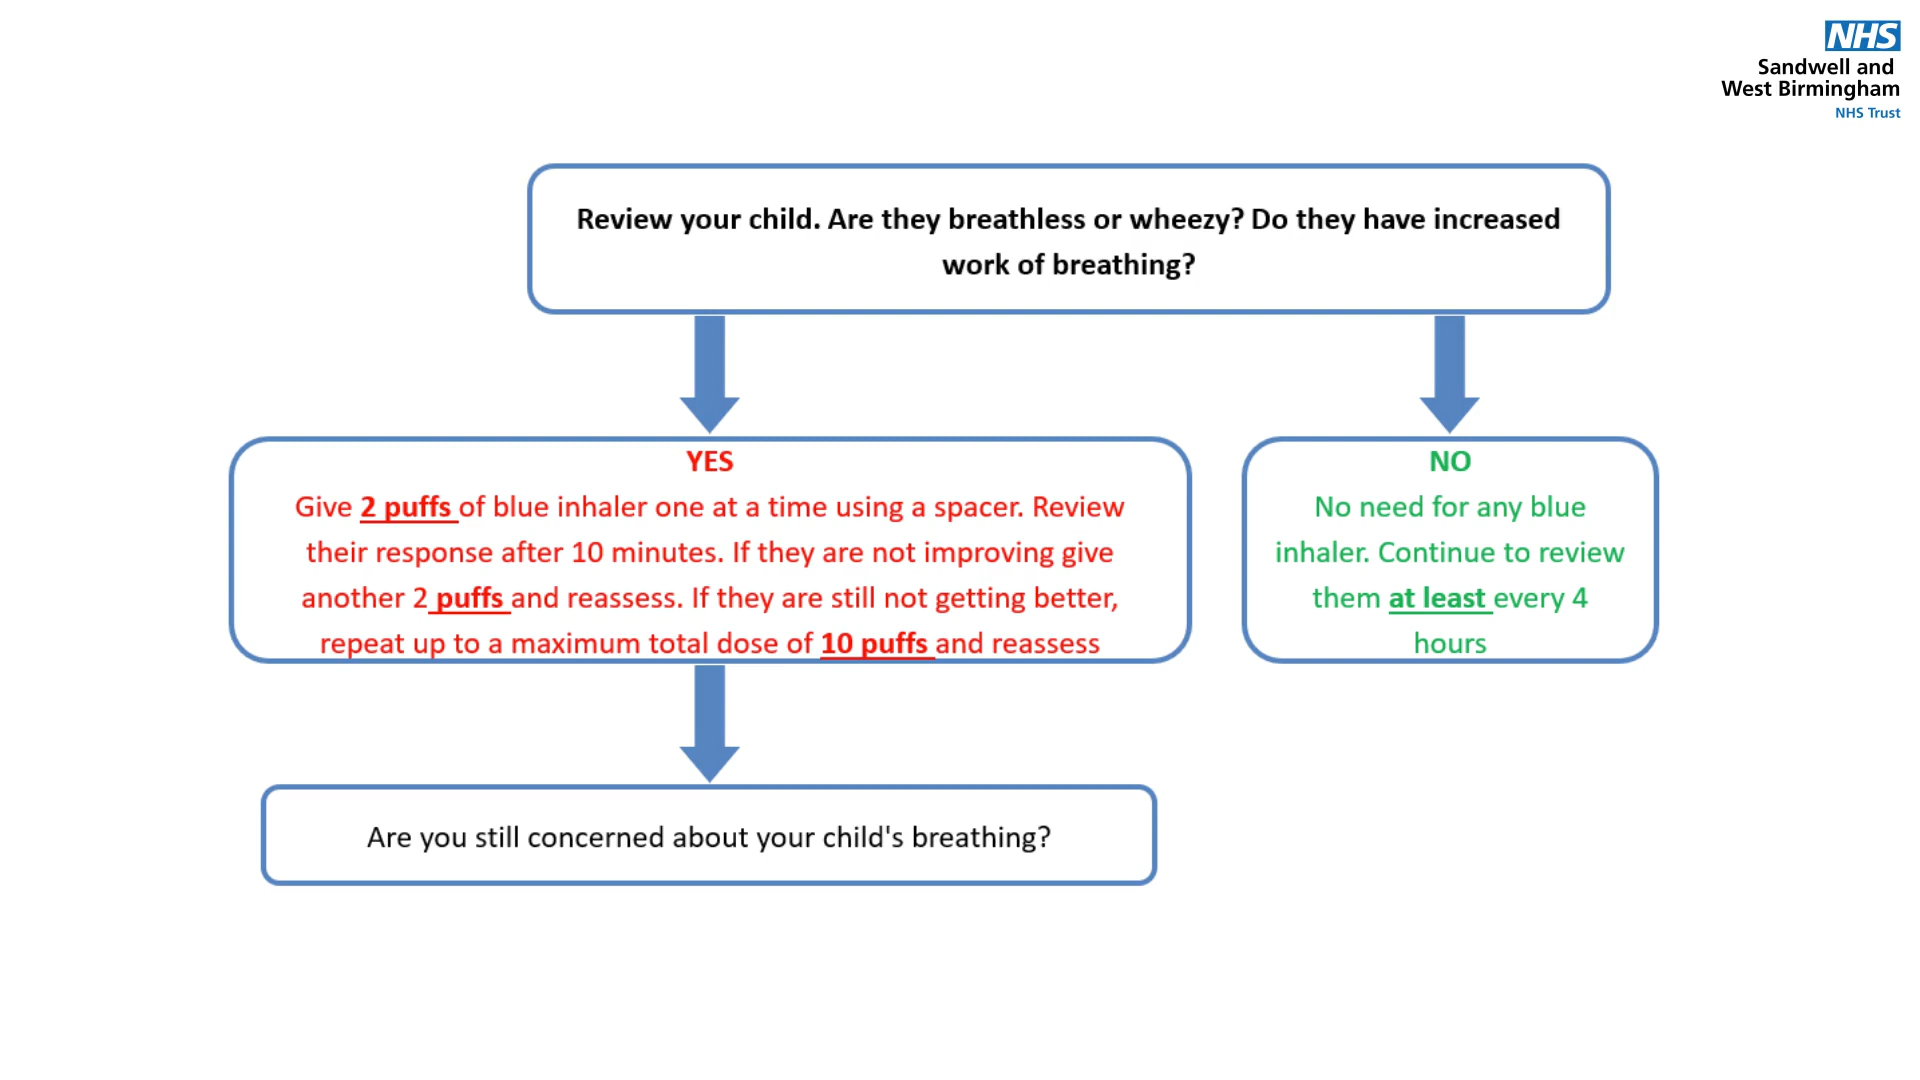 NHS
Sandwell and
West Birmingham
NHS Trust
Review your child. Are they breathless or wheezy? Do they have increased
work of breathing?
YES
Give 2 puffs of blue inhaler one at a time using a spacer. Review
their response after 10 minutes. If they are not improving give
another 2 puffs and reassess. If they are still not getting better,
repeat up to a maximum total dose of 10 puffs and reassess
NO
No need for any blue
inhaler. Continue to review
them at least every 4
hours
Are you still concerned about your child's breathing?